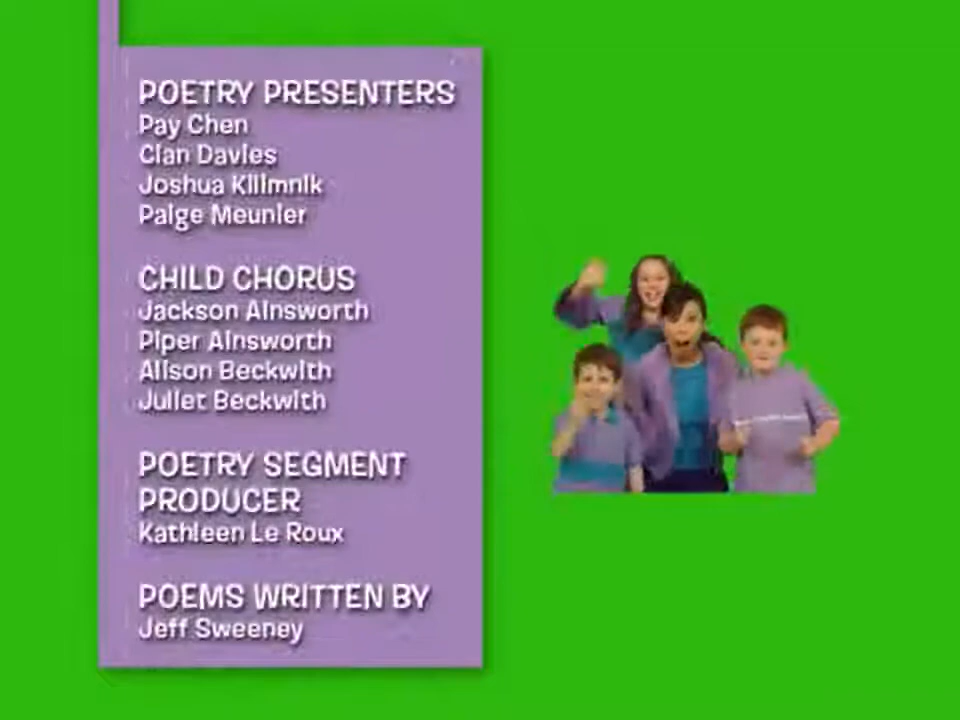 POETRY PRESENTERS
Pay Chen
Cian Davies
Joshua Kilimnik
Paige Meunier
CHILD CHORUS
Jackson Ainsworth
Piper Ainsworth
Alison Beckwith
Juliet Beckwith
POETRY SEGMENT
PRODUCER
Kathleen Le Roux
POEMS WRITTEN BY
Jeff Sweeney